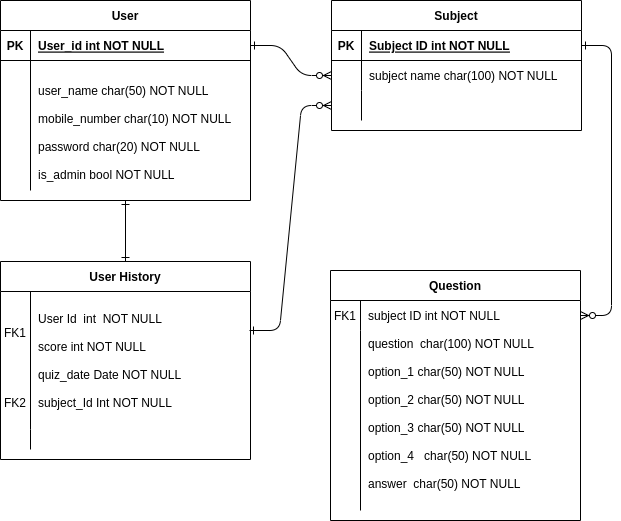 User
PK User_id int NOT NULL
user_name char(50) NOT NULL
mobile_number char(10) NOT NULL
password char(20) NOT NULL
is_admin bool NOT NULL
Subject
PK Subject ID int NOT NULL
subject name char(100) NOT NULL
User History
User Id int NOT NULL
FK1
score int NOT NULL
quiz_date Date NOT NULL
FK2 subject_Id Int NOT NULL
Question
FK1 subject ID int NOT NULL
question char(100) NOT NULL
option_1 char(50) NOT NULL
option_2 char(50) NOT NULL
option_3 char(50) NOT NULL
option_4 char(50) NOT NULL
answer char(50) NOT NULL